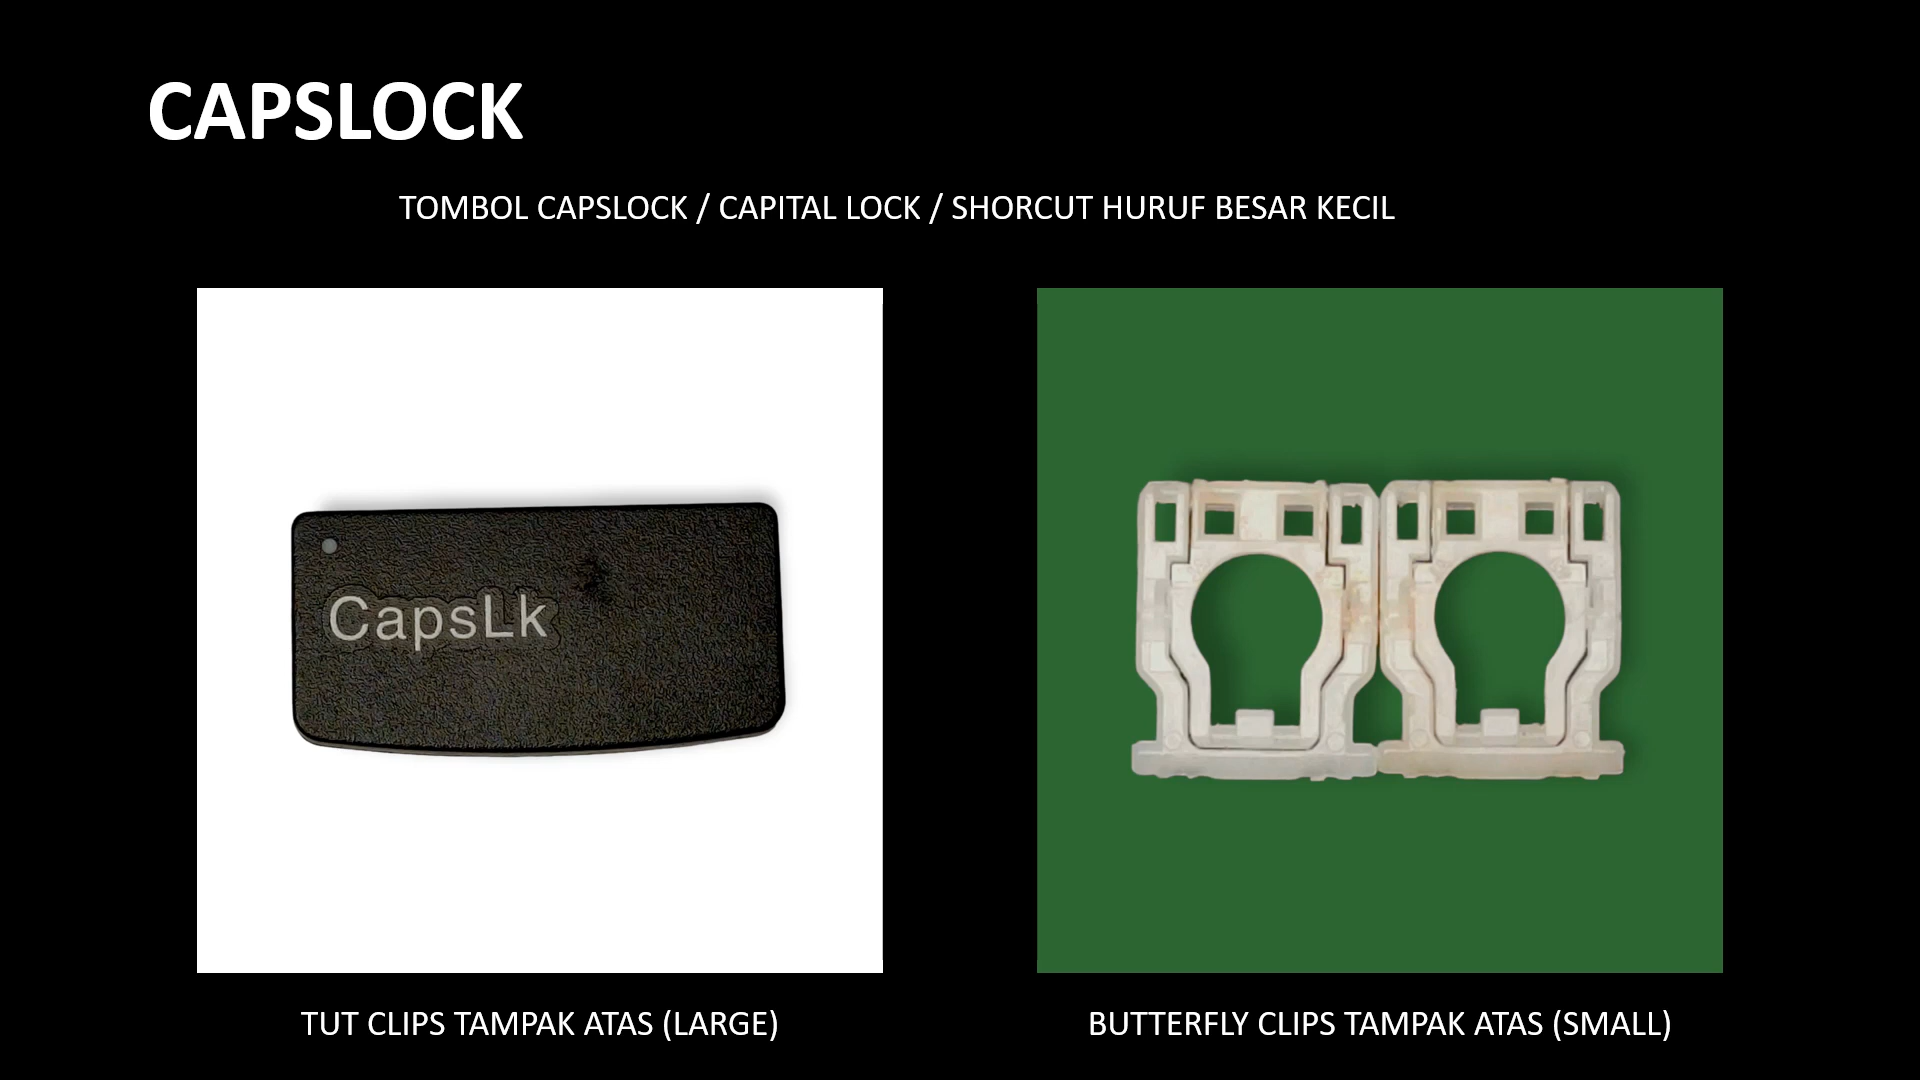 CAPSLOCK
TOMBOL CAPSLOCK / CAPITAL LOCK / SHORCUT HURUF BESAR KECIL
CapsLk
TUT CLIPS TAMPAK ATAS (LARGE)
BUTTERFLY CLIPS TAMPAK ATAS (SMALL)